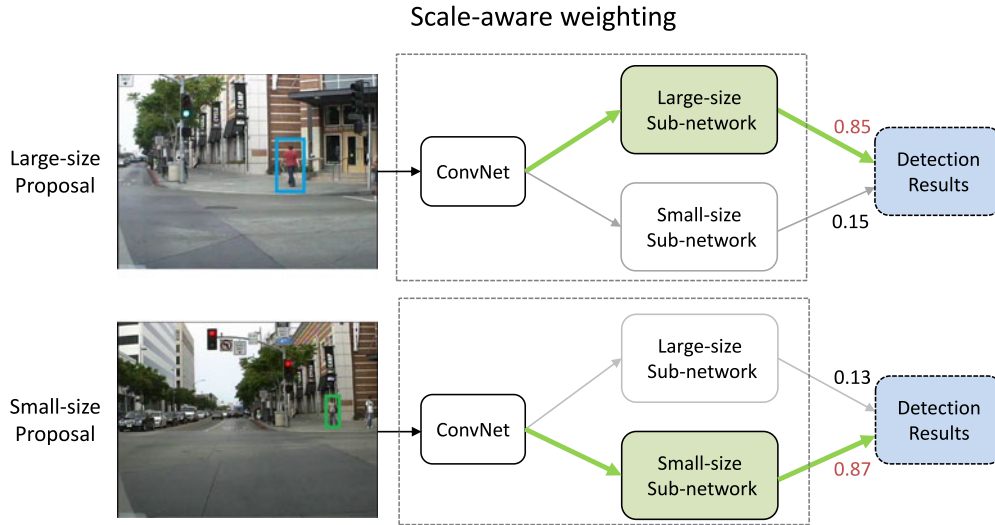 Scale-aware weighting
Large-size
Proposal
ConvNet
Large-size
Sub-network
Small-size
Sub-network
0.85
0.15
Detection
Results
Small-size
Proposal
ConvNet
Large-size
Sub-network
Small-size
Sub-network
0.13
0.87
Detection
Results